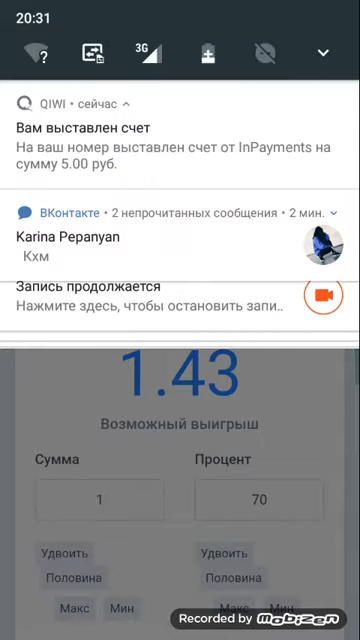 20:31
3G
QIWI • сейчас
Вам выставлен счет
На ваш номер выставлен счет от InPayments на
сумму 5.00 руб.
ВКонтакте • 2 непрочитанных сообщения • 2 мин.
Karina Pepanyan
Кхм
Запись продолжается
Нажмите здесь, чтобы остановить запи..
1.43
Возможный выигрыш
Сумма Процент
1 70
Удвоить Удвоить
Половина Половина
Макс Мин Макс Мин
Recorded by mobizen